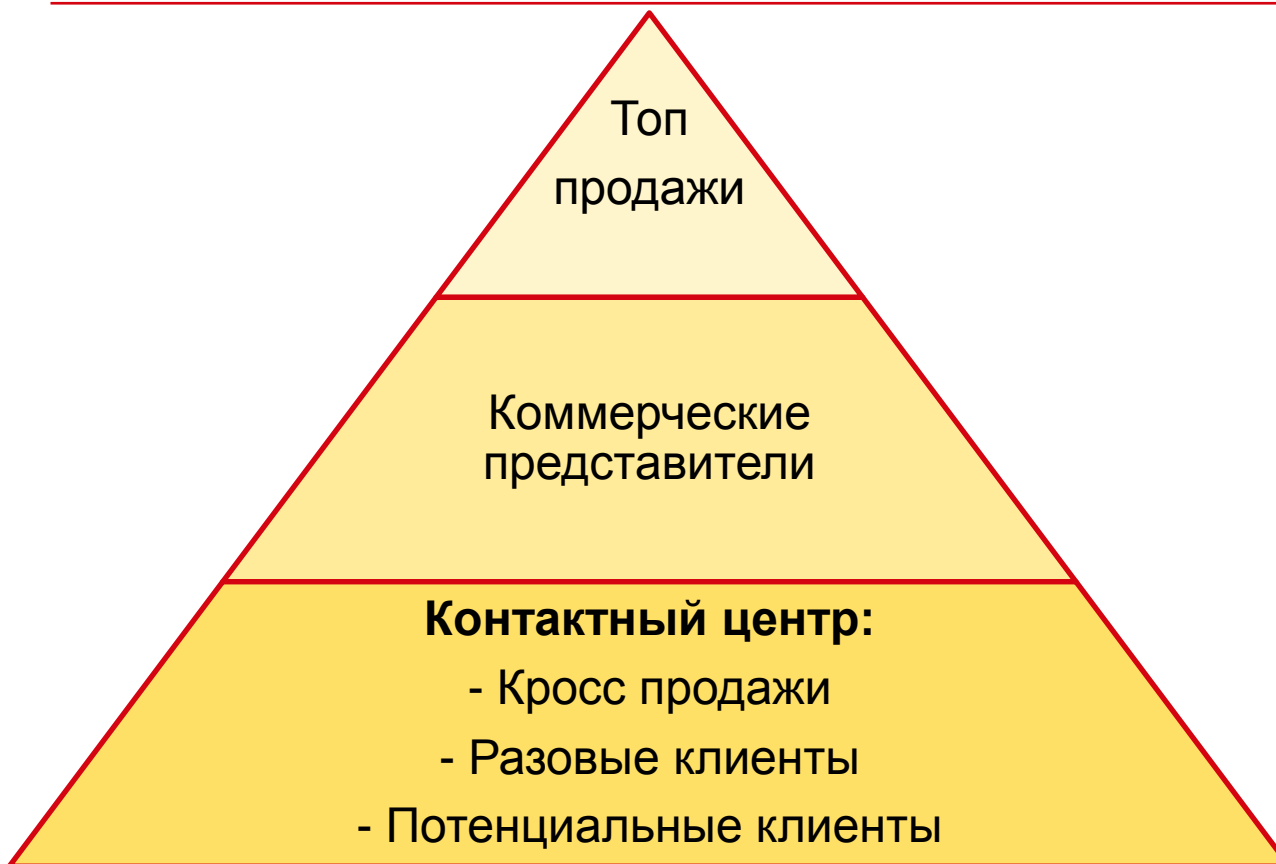 Топ
продажи
Коммерческие
представители
Контактный центр:
- Кросс продажи
- Разовые клиенты
- Потенциальные клиенты